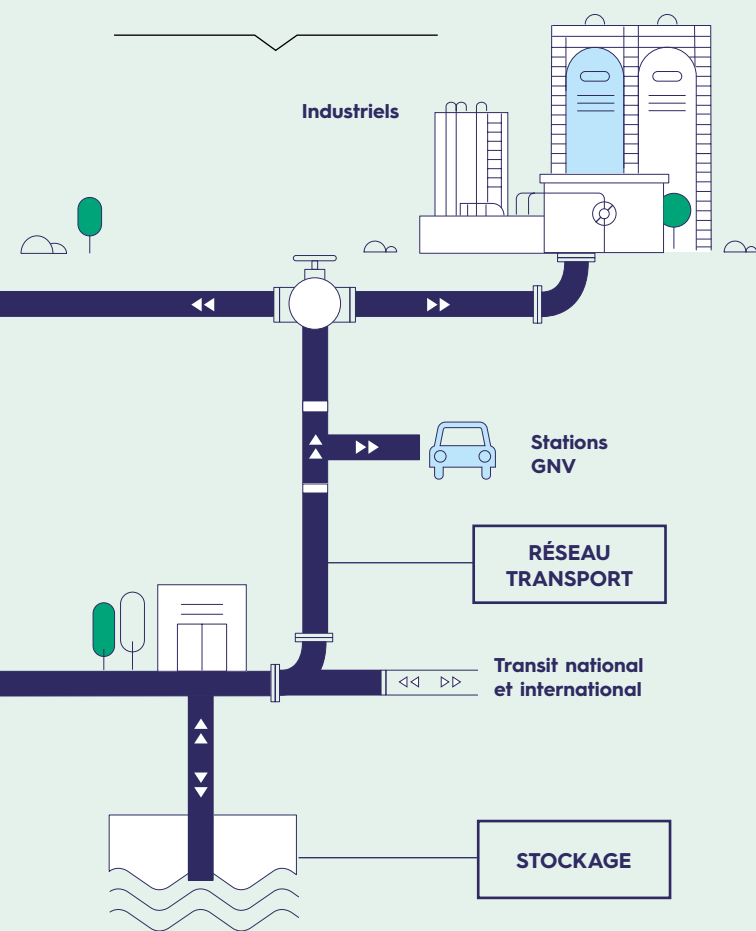 Industriels
Stations
GNV
RÉSEAU
TRANSPORT
Transit national
et international
STOCKAGE